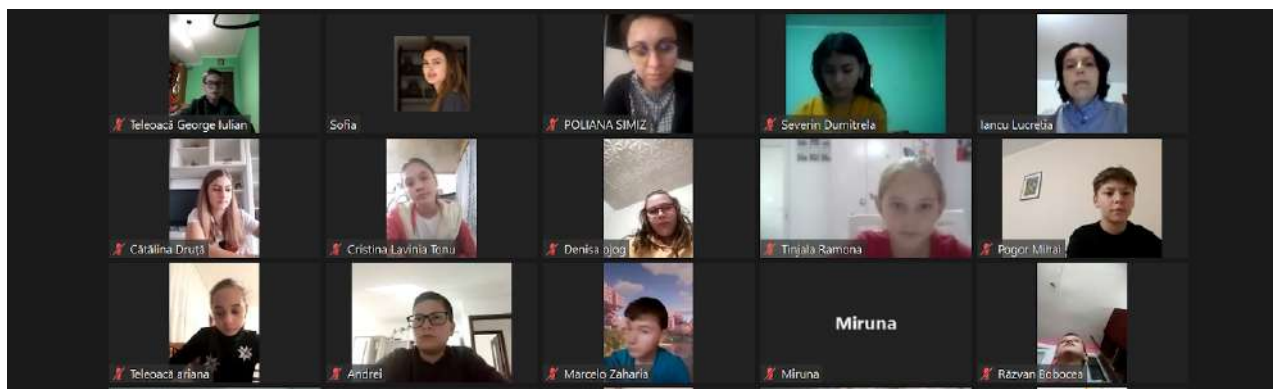 Teleoacă George Iulian
Sofia
POLIANA SIMIZ
Severin Dumitrela
Iancu Lucreția
Cătălina Druță
Cristina Lavinia Tonu
Denisa ojog
Tinjala Ramona
Pogor Mihai
Teleoacă ariana
Andrei
Marcelo Zaharia
Miruna
Miruna
Răzvan Bobocea